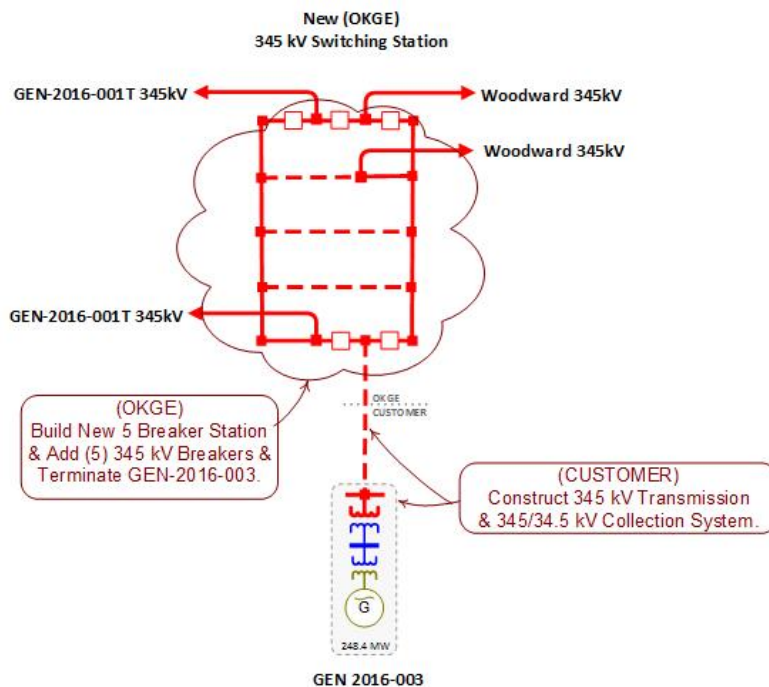 New (OKGE)
345 kV Switching Station
GEN-2016-001T 345kV
Woodward 345kV
Woodward 345kV
GEN-2016-001T 345kV
(OKGE)
Build New 5 Breaker Station
& Add (5) 345 kV Breakers &
Terminate GEN-2016-003.
OKGE
CUSTOMER
(CUSTOMER)
Construct 345 kV Transmission
& 345/34.5 kV Collection System.
G
248.4 MW
GEN 2016-003